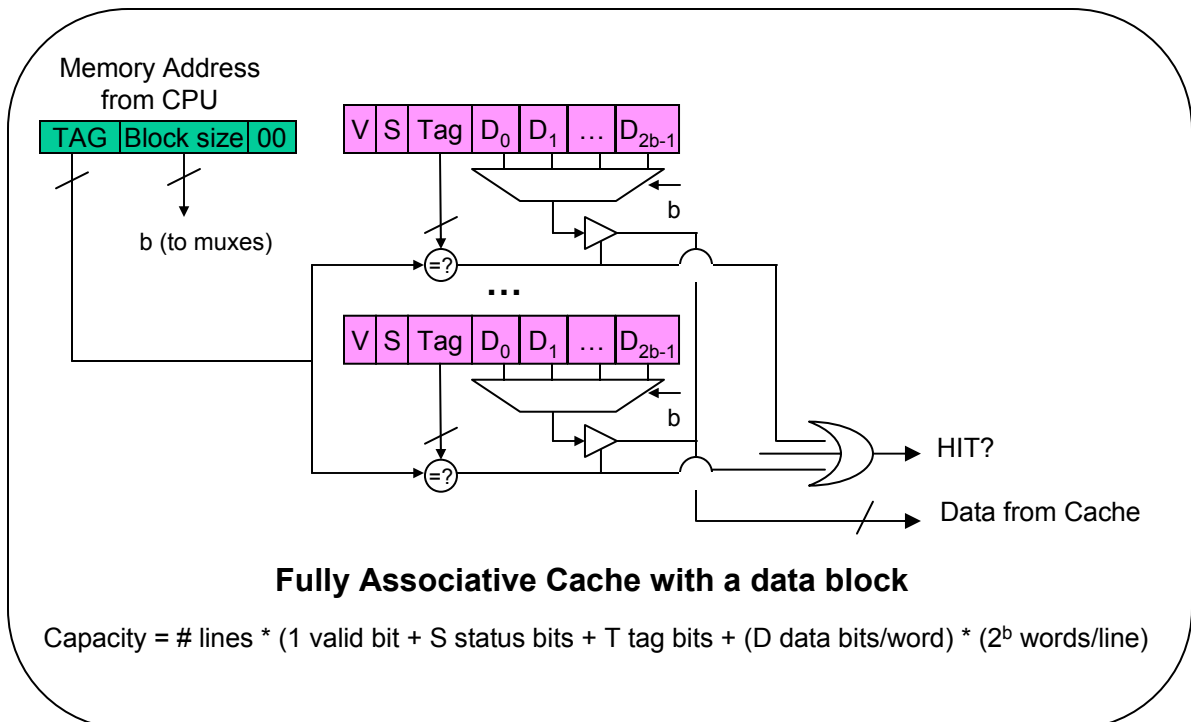 Memory Address
from CPU
TAG Block size 00
b (to muxes)
V S Tag D0 D1 … D2b-1
b
=?
…
V S Tag D0 D1 … D2b-1
b
=?
HIT?
Data from Cache
Fully Associative Cache with a data block
Capacity = # lines * (1 valid bit + S status bits + T tag bits + (D data bits/word) * (2ᵇ words/line)